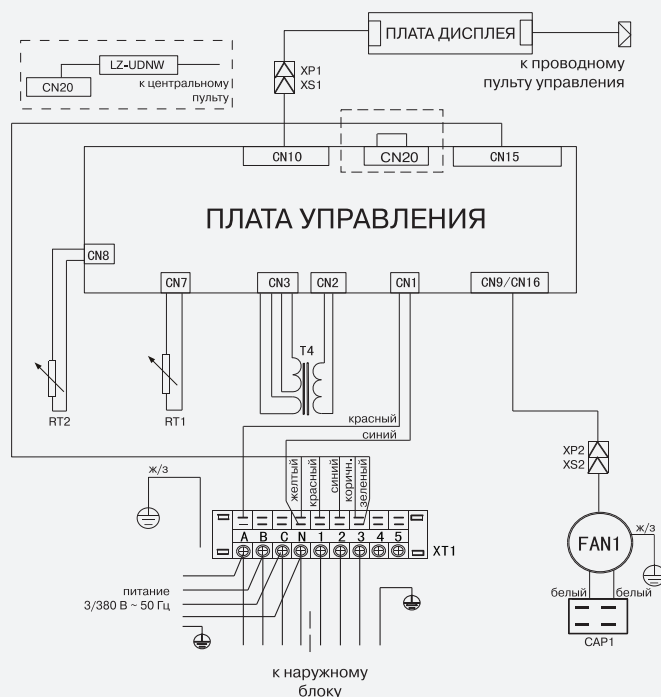 ПЛАТА ДИСПЛЕЯ
к проводному
пульту управления
LZ-UDNW
CN20
к центральному
пульту
XP1
XS1
CN10
CN20
CN15
ПЛАТА УПРАВЛЕНИЯ
CN8
CN7
CN3
CN2
CN1
CN9/CN16
T4
RT2
RT1
красный
синий
XP2
XS2
ж/з
желтый
красный
синий
коричн.
зеленый
A
B
C
N
1
2
3
4
5
XT1
FAN1
ж/з
питание
3/380 В ~ 50 Гц
белый
белый
CAP1
к наружному
блоку